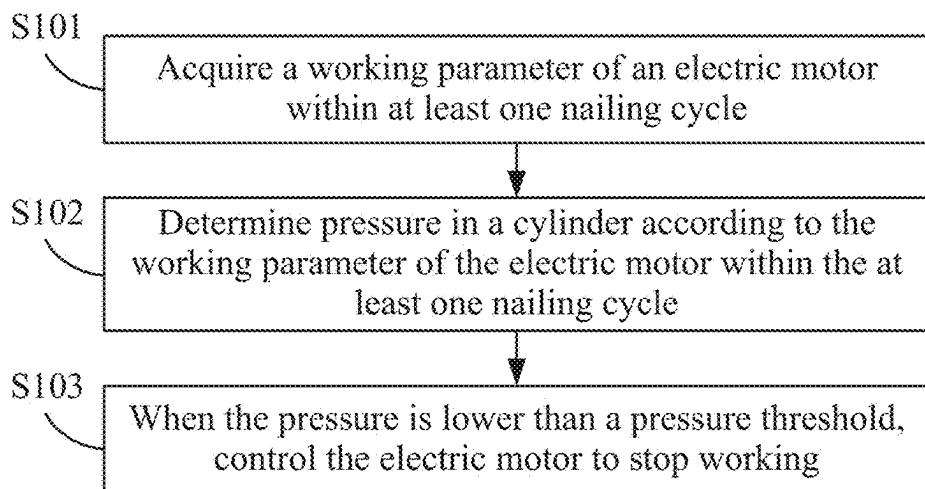 S101
Acquire a working parameter of an electric motor
within at least one nailing cycle
S102
Determine pressure in a cylinder according to the
working parameter of the electric motor within the at
least one nailing cycle
S103
When the pressure is lower than a pressure threshold,
control the electric motor to stop working